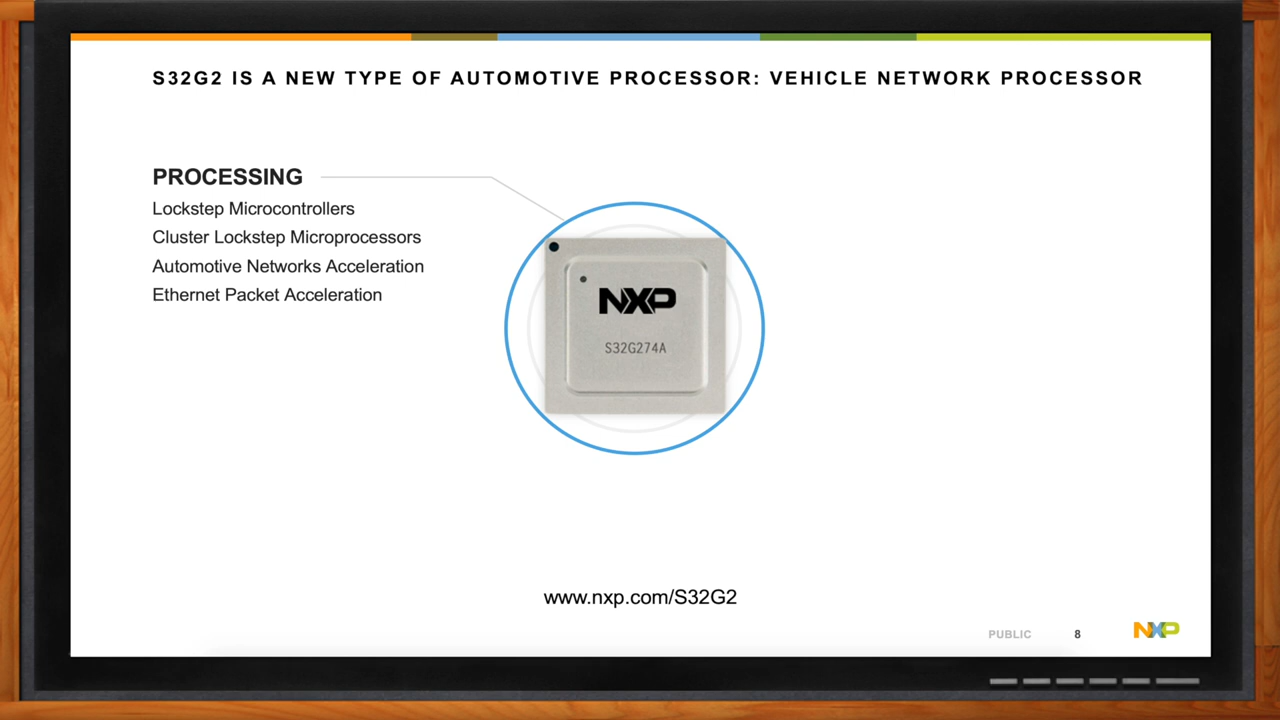 S32G2 IS A NEW TYPE OF AUTOMOTIVE PROCESSOR: VEHICLE NETWORK PROCESSOR
PROCESSING
Lockstep Microcontrollers
Cluster Lockstep Microprocessors
Automotive Networks Acceleration
Ethernet Packet Acceleration
NXP
S32G274A
www.nxp.com/S32G2
PUBLIC 8 NXP